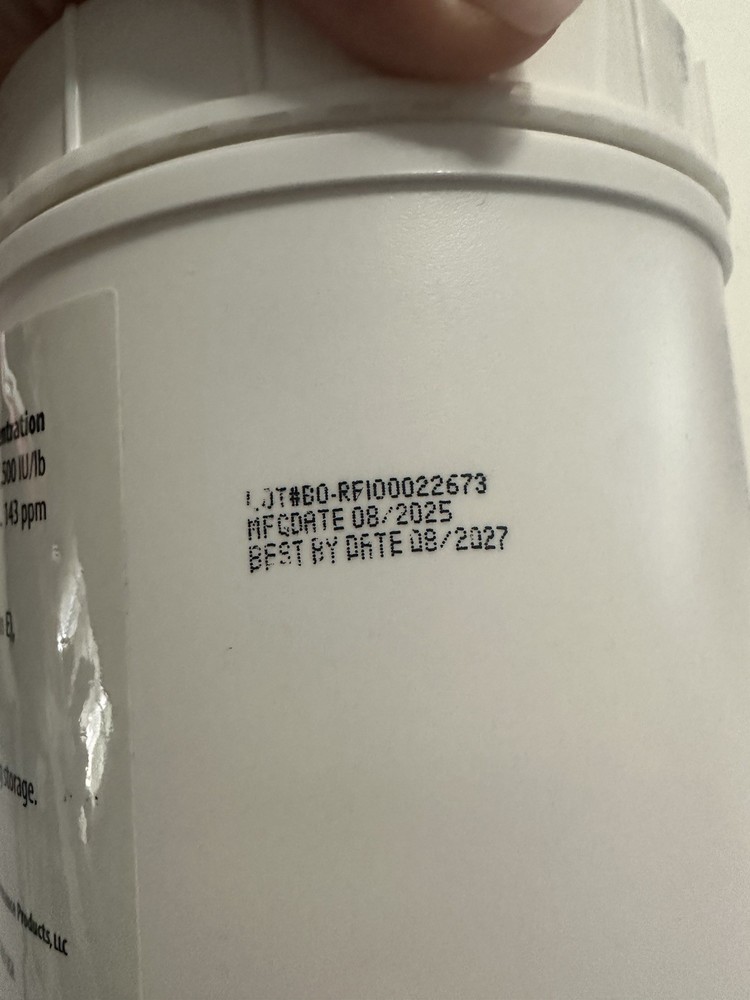 ntration
500 IU/lb
143 ppm
E),
storage.
Products, LLC
LOT#BO-RFI00022673
MFGDATE 08/2025
BEST BY DATE 08/2027